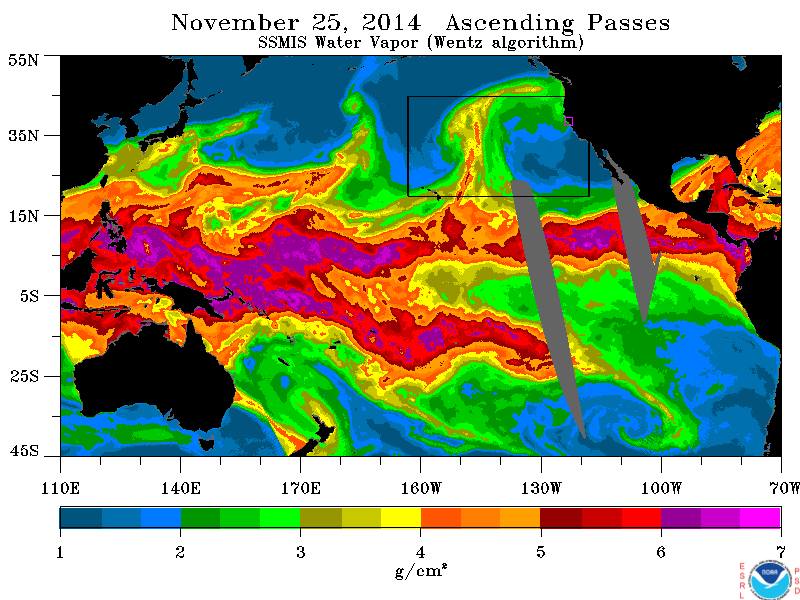 November 25, 2014  Ascending Passes
SSMIS Water Vapor (Wentz algorithm)
55N
35N
15N
5S
25S
45S
110E 140E 170E 160W 130W 100W 70W
1 2 3 4 5 6 7
g/cm²
ESRL
NOAA
PSD